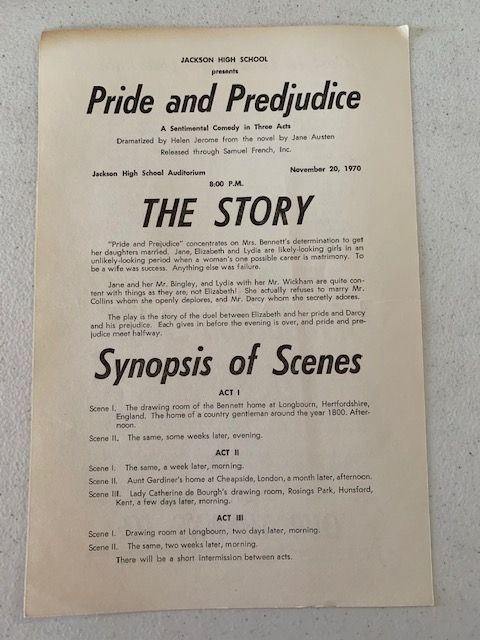 JACKSON HIGH SCHOOL
presents
Pride and Predjudice
A Sentimental Comedy in Three Acts
Dramatized by Helen Jerome from the novel by Jane Austen
Released through Samuel French, Inc.
Jackson High School Auditorium November 20, 1970
8:00 P.M.
THE STORY
"Pride and Prejudice" concentrates on Mrs. Bennett's determination to get
her daughters married. Jane, Elizabeth and Lydia are likely-looking girls in an
unlikely-looking period when a woman's one possible career is matrimony. To
be a wife was success. Anything else was failure.
Jane and her Mr. Bingley, and Lydia with her Mr. Wickham are quite con-
tent with things as they are; not Elizabeth! She actually refuses to marry Mr.
Collins whom she openly deplores, and Mr. Darcy whom she secretly adores.
The play is the story of the duel between Elizabeth and her pride and Darcy
and his prejudice. Each gives in before the evening is over, and pride and pre-
judice meet halfway.
Synopsis of Scenes
ACT I
Scene I. The drawing room of the Bennett home at Longbourn, Hertfordshire,
England. The home of a country gentleman around the year 1800. After-
noon.
Scene II. The same, some weeks later, evening.
ACT II
Scene I. The same, a week later, morning.
Scene II. Aunt Gardiner's home at Cheapside, London, a month later, afternoon.
Scene III. Lady Catherine de Bourgh's drawing room, Rosings Park, Hunsford,
Kent, a few days later, morning.
ACT III
Scene I. Drawing room at Longbourn, two days later, morning.
Scene II. The same, two weeks later, morning.
There will be a short intermission between acts.